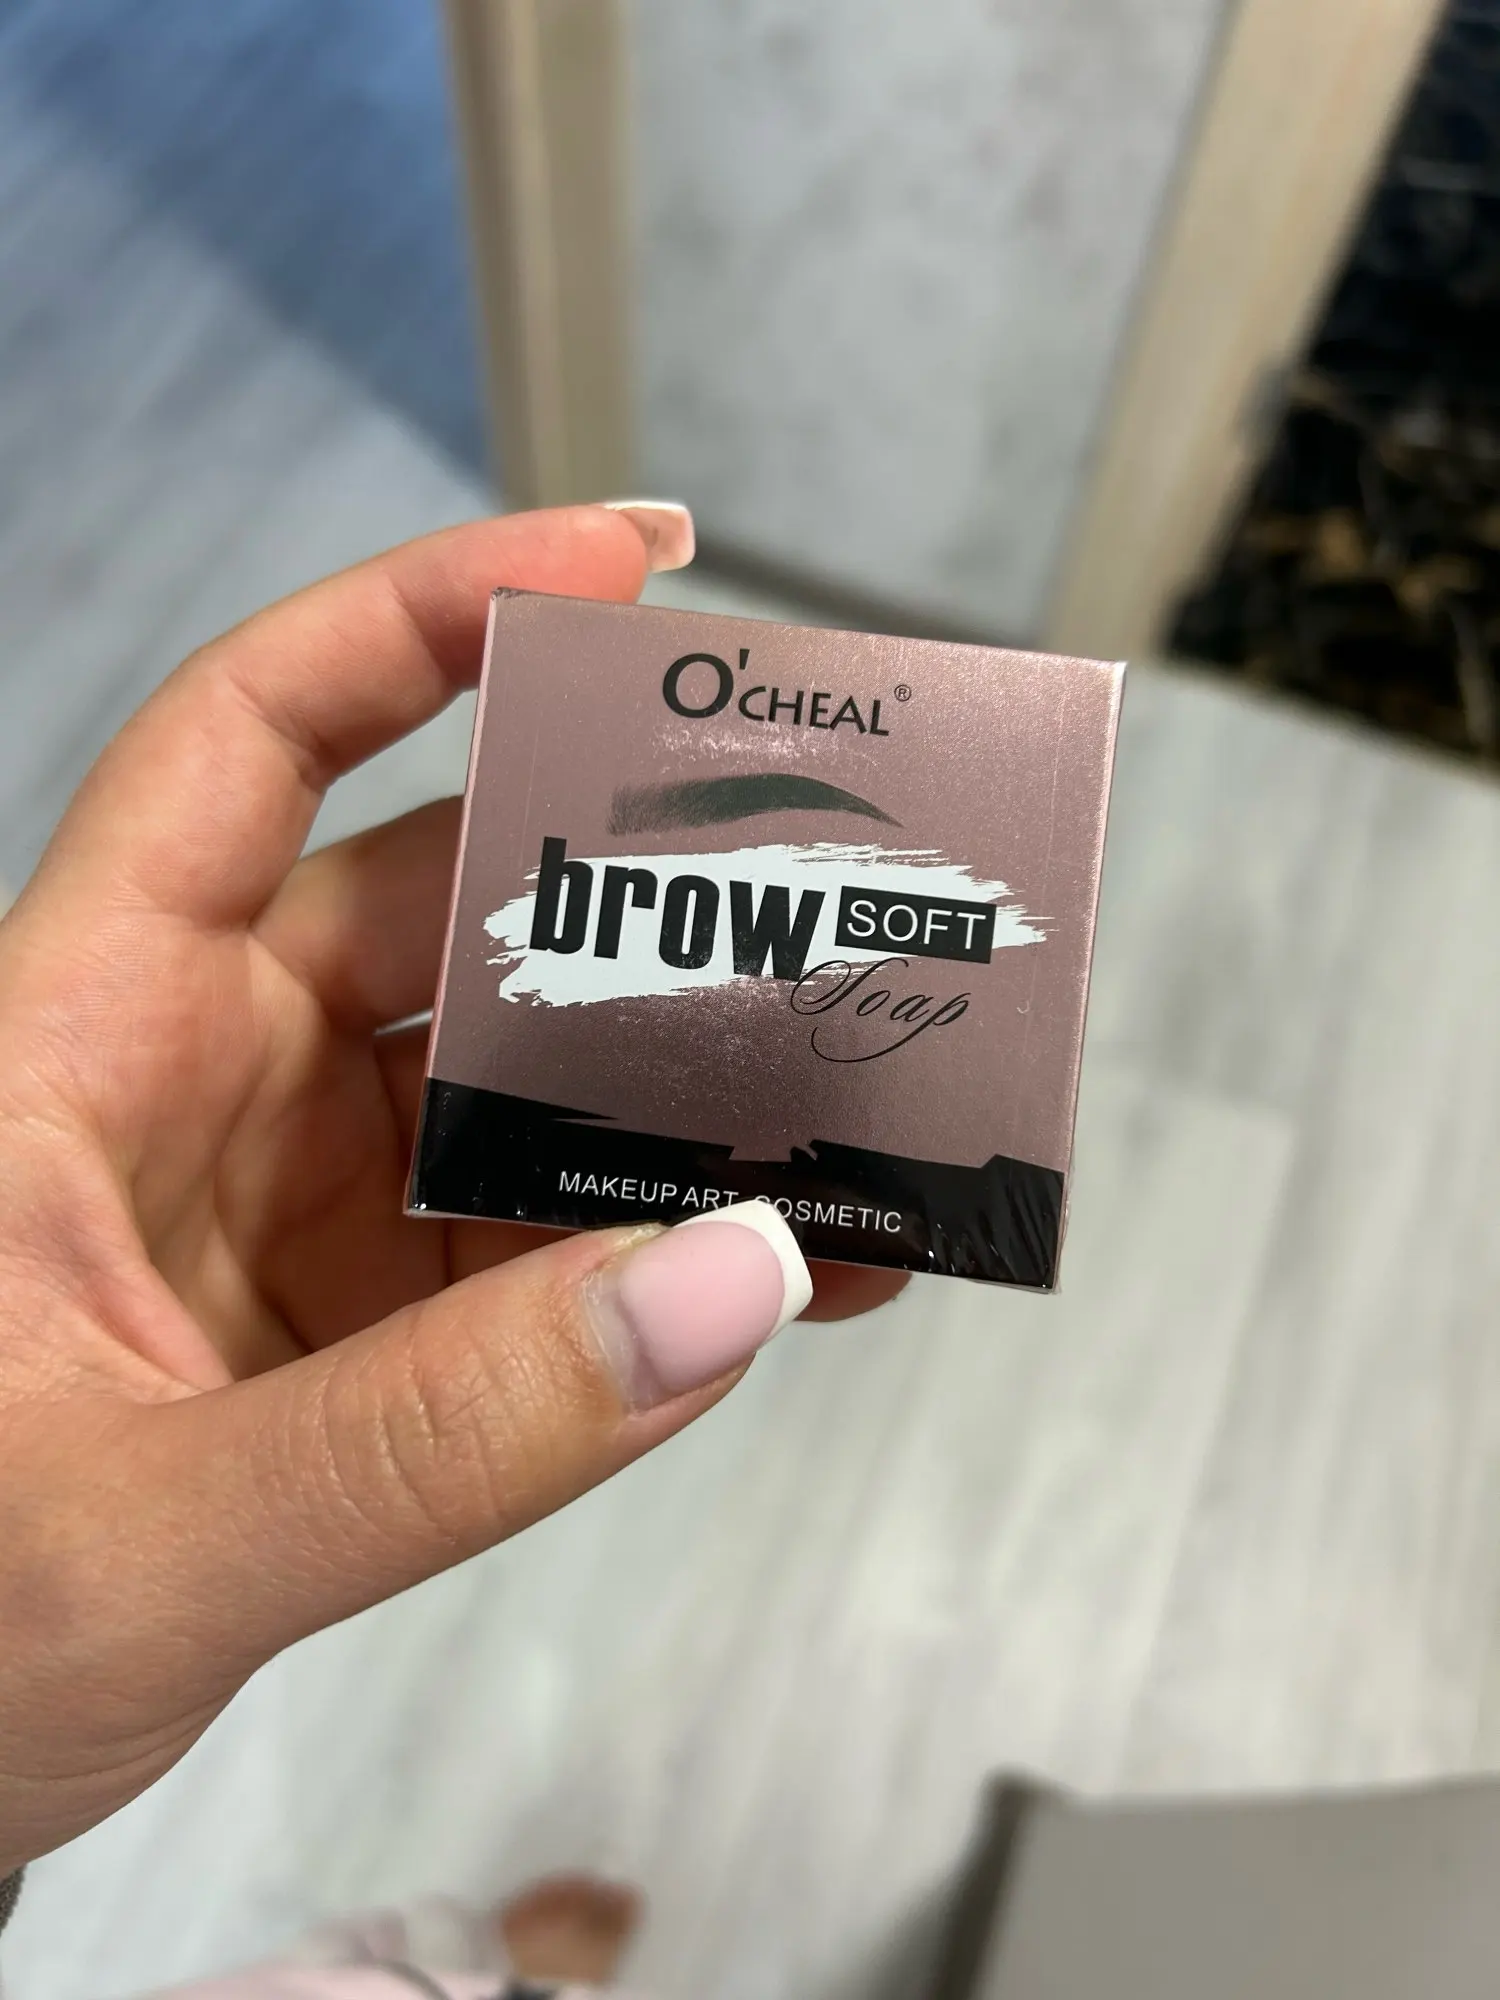 O'CHEAL®
brow SOFT
Soap
MAKEUP ART COSMETIC